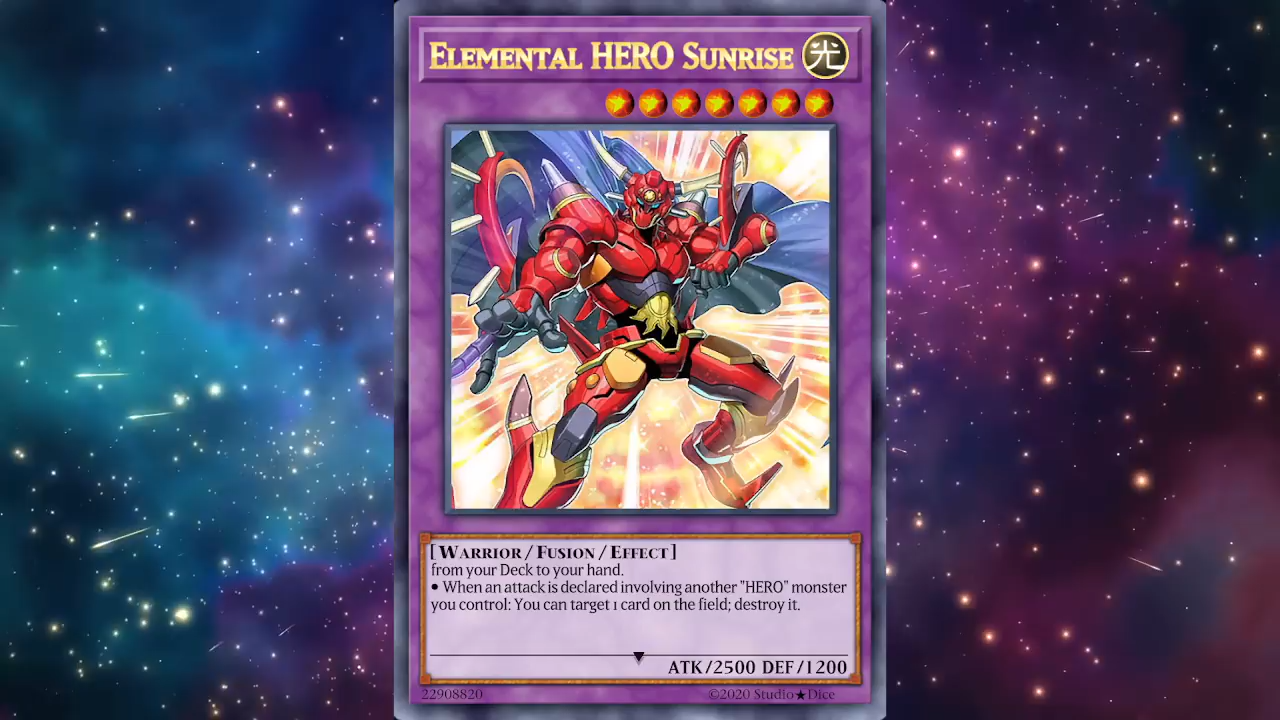 Elemental HERO Sunrise 光
[Warrior/Fusion/Effect]
from your Deck to your hand.
● When an attack is declared involving another "HERO" monster
you control: You can target 1 card on the field; destroy it.
ATK/2500 DEF/1200
22908820 ©2020 Studio★Dice